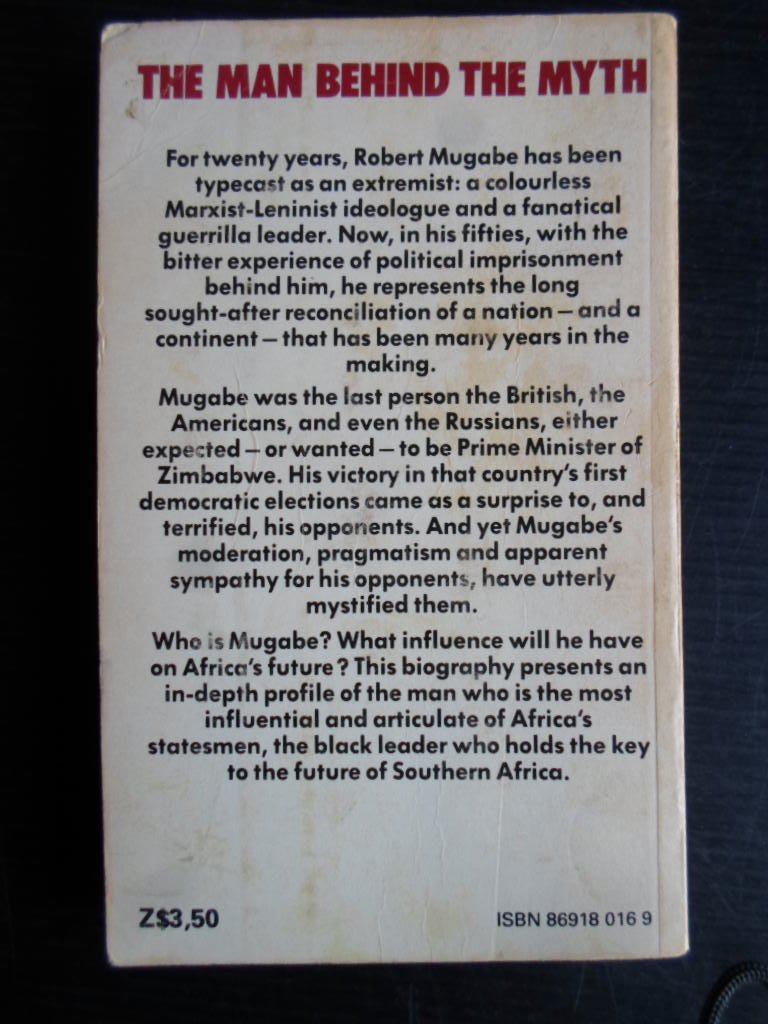 THE MAN BEHIND THE MYTH
For twenty years, Robert Mugabe has been
typecast as an extremist: a colourless
Marxist-Leninist ideologue and a fanatical
guerrilla leader. Now, in his fifties, with the
bitter experience of political imprisonment
behind him, he represents the long
sought-after reconciliation of a nation – and a
continent – that has been many years in the
making.
Mugabe was the last person the British, the
Americans, and even the Russians, either
expected – or wanted – to be Prime Minister of
Zimbabwe. His victory in that country's first
democratic elections came as a surprise to, and
terrified, his opponents. And yet Mugabe's
moderation, pragmatism and apparent
sympathy for his opponents, have utterly
mystified them.
Who is Mugabe? What influence will he have
on Africa's future? This biography presents an
in-depth profile of the man who is the most
influential and articulate of Africa's
statesmen, the black leader who holds the key
to the future of Southern Africa.
Z$3,50
ISBN 86918 016 9